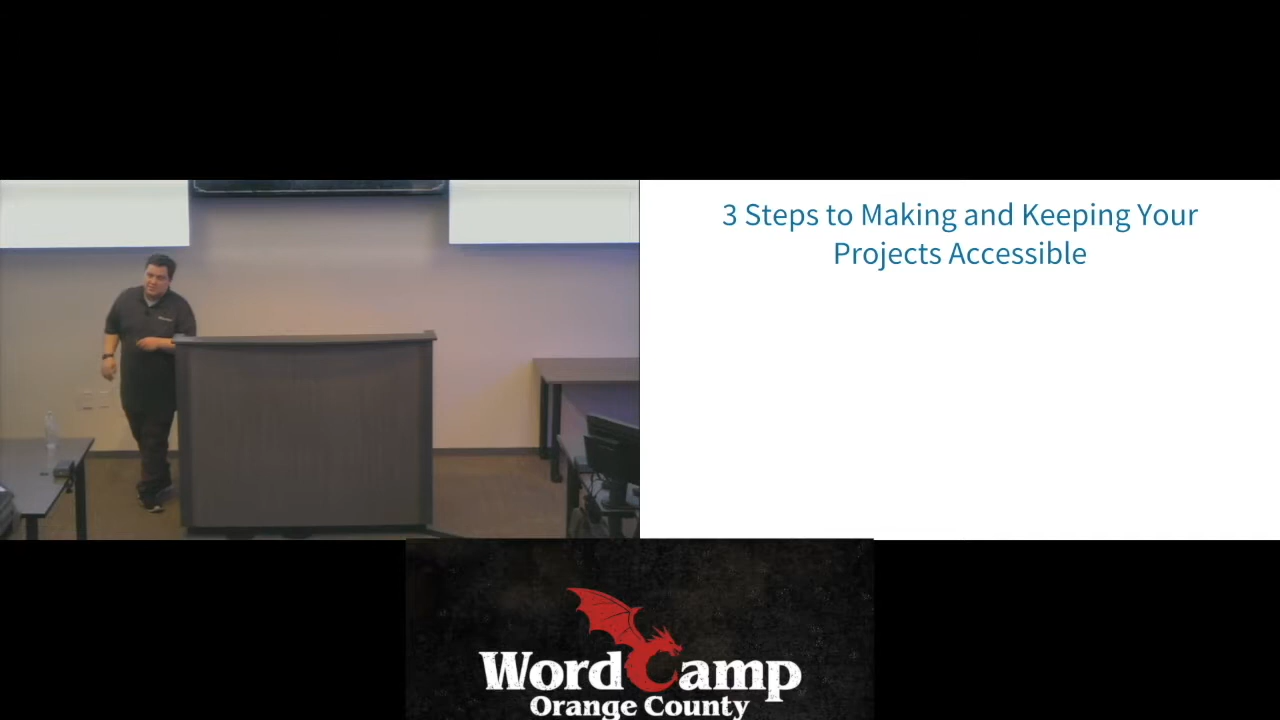 3 Steps to Making and Keeping Your
Projects Accessible
WordCamp
Orange County